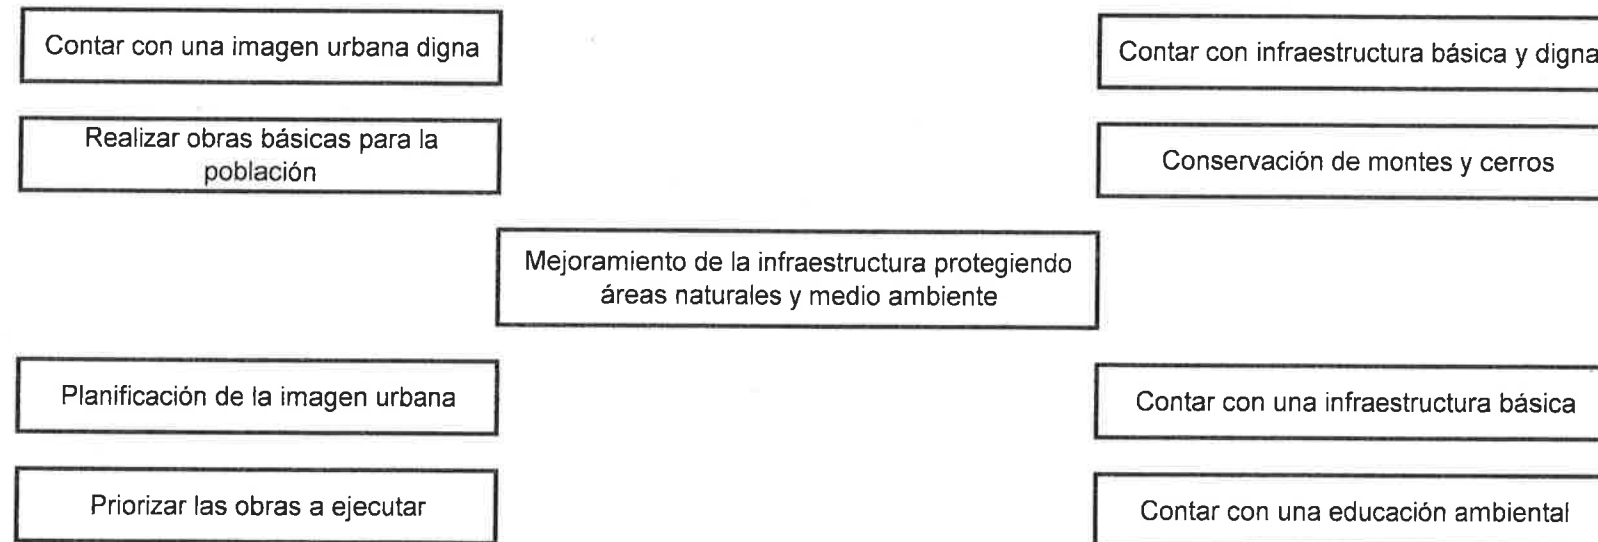 Contar con una imagen urbana digna
Contar con infraestructura básica y digna
Realizar obras básicas para la
población
Conservación de montes y cerros
Mejoramiento de la infraestructura protegiendo
áreas naturales y medio ambiente
Planificación de la imagen urbana
Contar con una infraestructura básica
Priorizar las obras a ejecutar
Contar con una educación ambiental